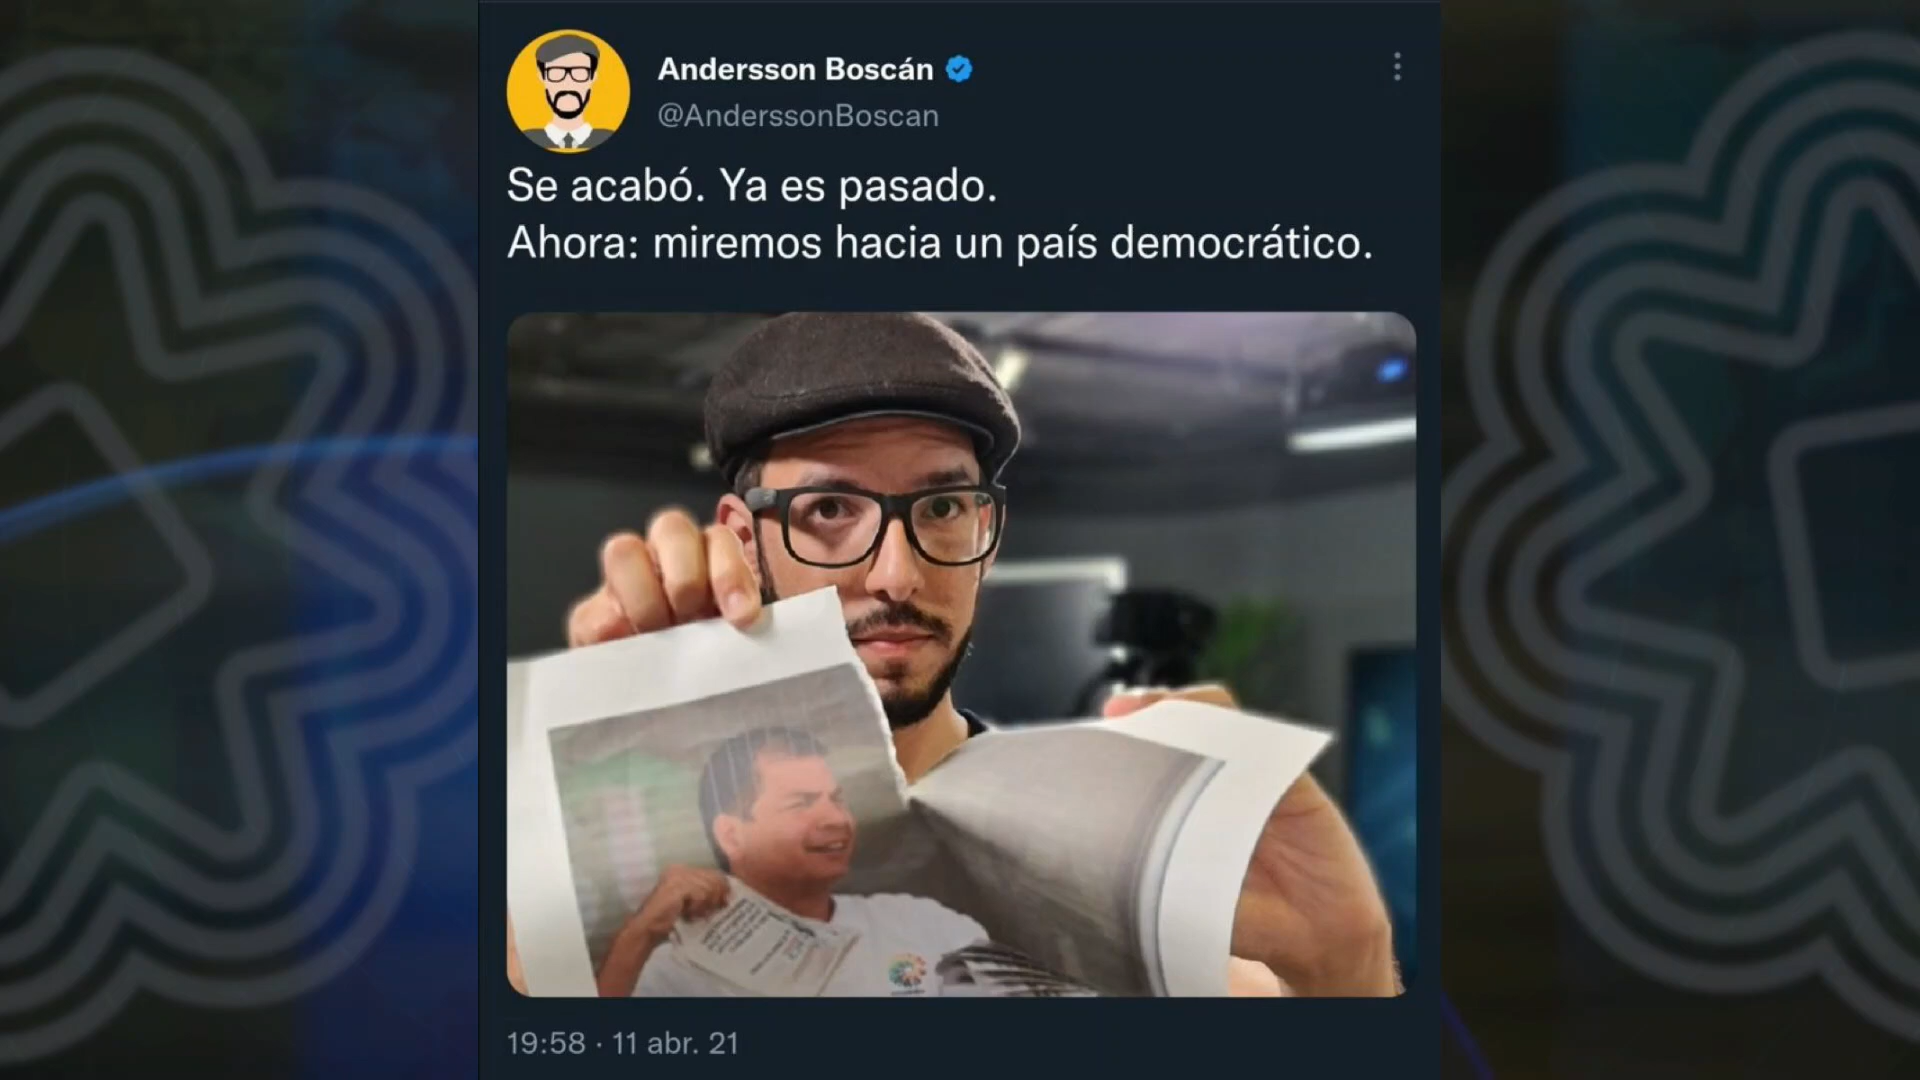 Andersson Boscán
@AnderssonBoscan
Se acabó. Ya es pasado.
Ahora: miremos hacia un país democrático.
19:58 · 11 abr. 21